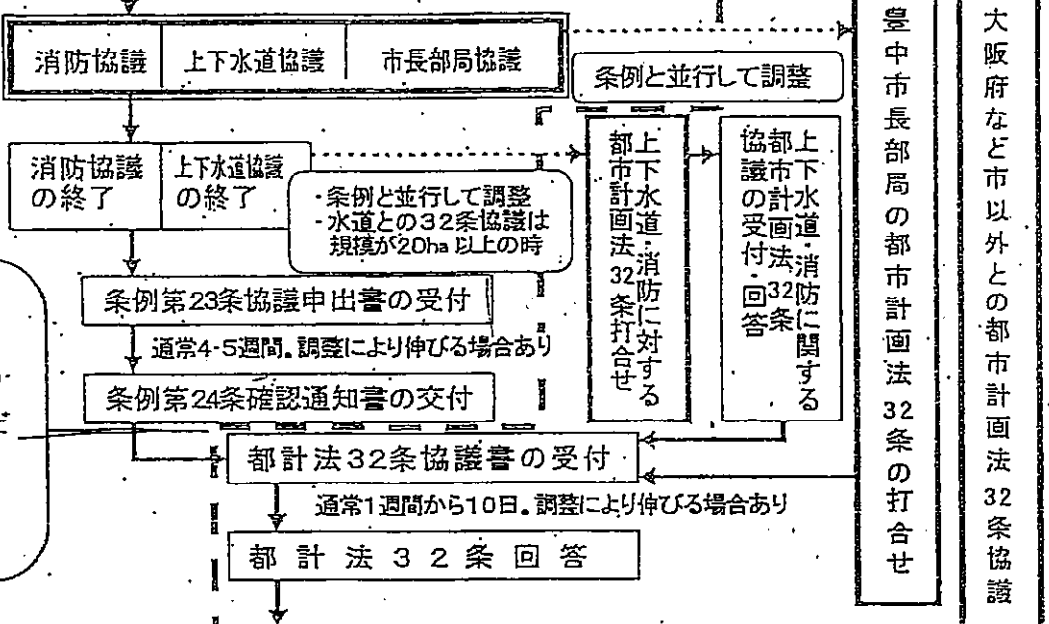 消防協議
上下水道協議
市長部局協議
条例と並行して調整
消防協議
の終了
上下水道協議
の終了
・条例と並行して調整
・水道との32条協議は
規模が20ha以上の時
上下水道・消防に対する
都市計画法32条打合せ
上下水道・消防に関する
都市計画法32条
協議の受付・回答
条例第23条協議申出書の受付
通常4-5週間。調整により伸びる場合あり
条例第24条確認通知書の交付
都計法32条協議書の受付
通常1週間から10日。調整により伸びる場合あり
都計法32条回答
豊中市長部局の都市計画法32条の打合せ
大阪府など市以外との都市計画法32条協議